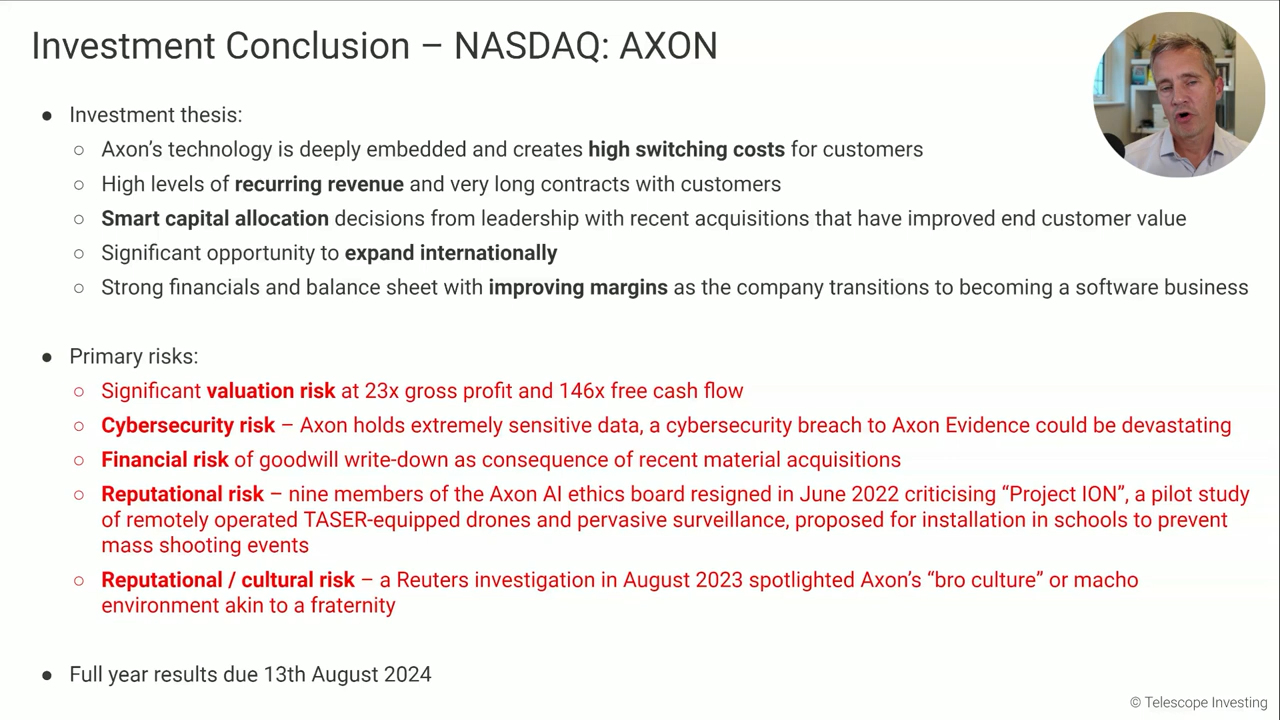 Investment Conclusion – NASDAQ: AXON
● Investment thesis:
○ Axon's technology is deeply embedded and creates high switching costs for customers
○ High levels of recurring revenue and very long contracts with customers
○ Smart capital allocation decisions from leadership with recent acquisitions that have improved end customer value
○ Significant opportunity to expand internationally
○ Strong financials and balance sheet with improving margins as the company transitions to becoming a software business
● Primary risks:
○ Significant valuation risk at 23x gross profit and 146x free cash flow
○ Cybersecurity risk – Axon holds extremely sensitive data, a cybersecurity breach to Axon Evidence could be devastating
○ Financial risk of goodwill write-down as consequence of recent material acquisitions
○ Reputational risk – nine members of the Axon AI ethics board resigned in June 2022 criticising “Project ION”, a pilot study
of remotely operated TASER-equipped drones and pervasive surveillance, proposed for installation in schools to prevent
mass shooting events
○ Reputational / cultural risk – a Reuters investigation in August 2023 spotlighted Axon's “bro culture” or macho
environment akin to a fraternity
● Full year results due 13th August 2024
© Telescope Investing